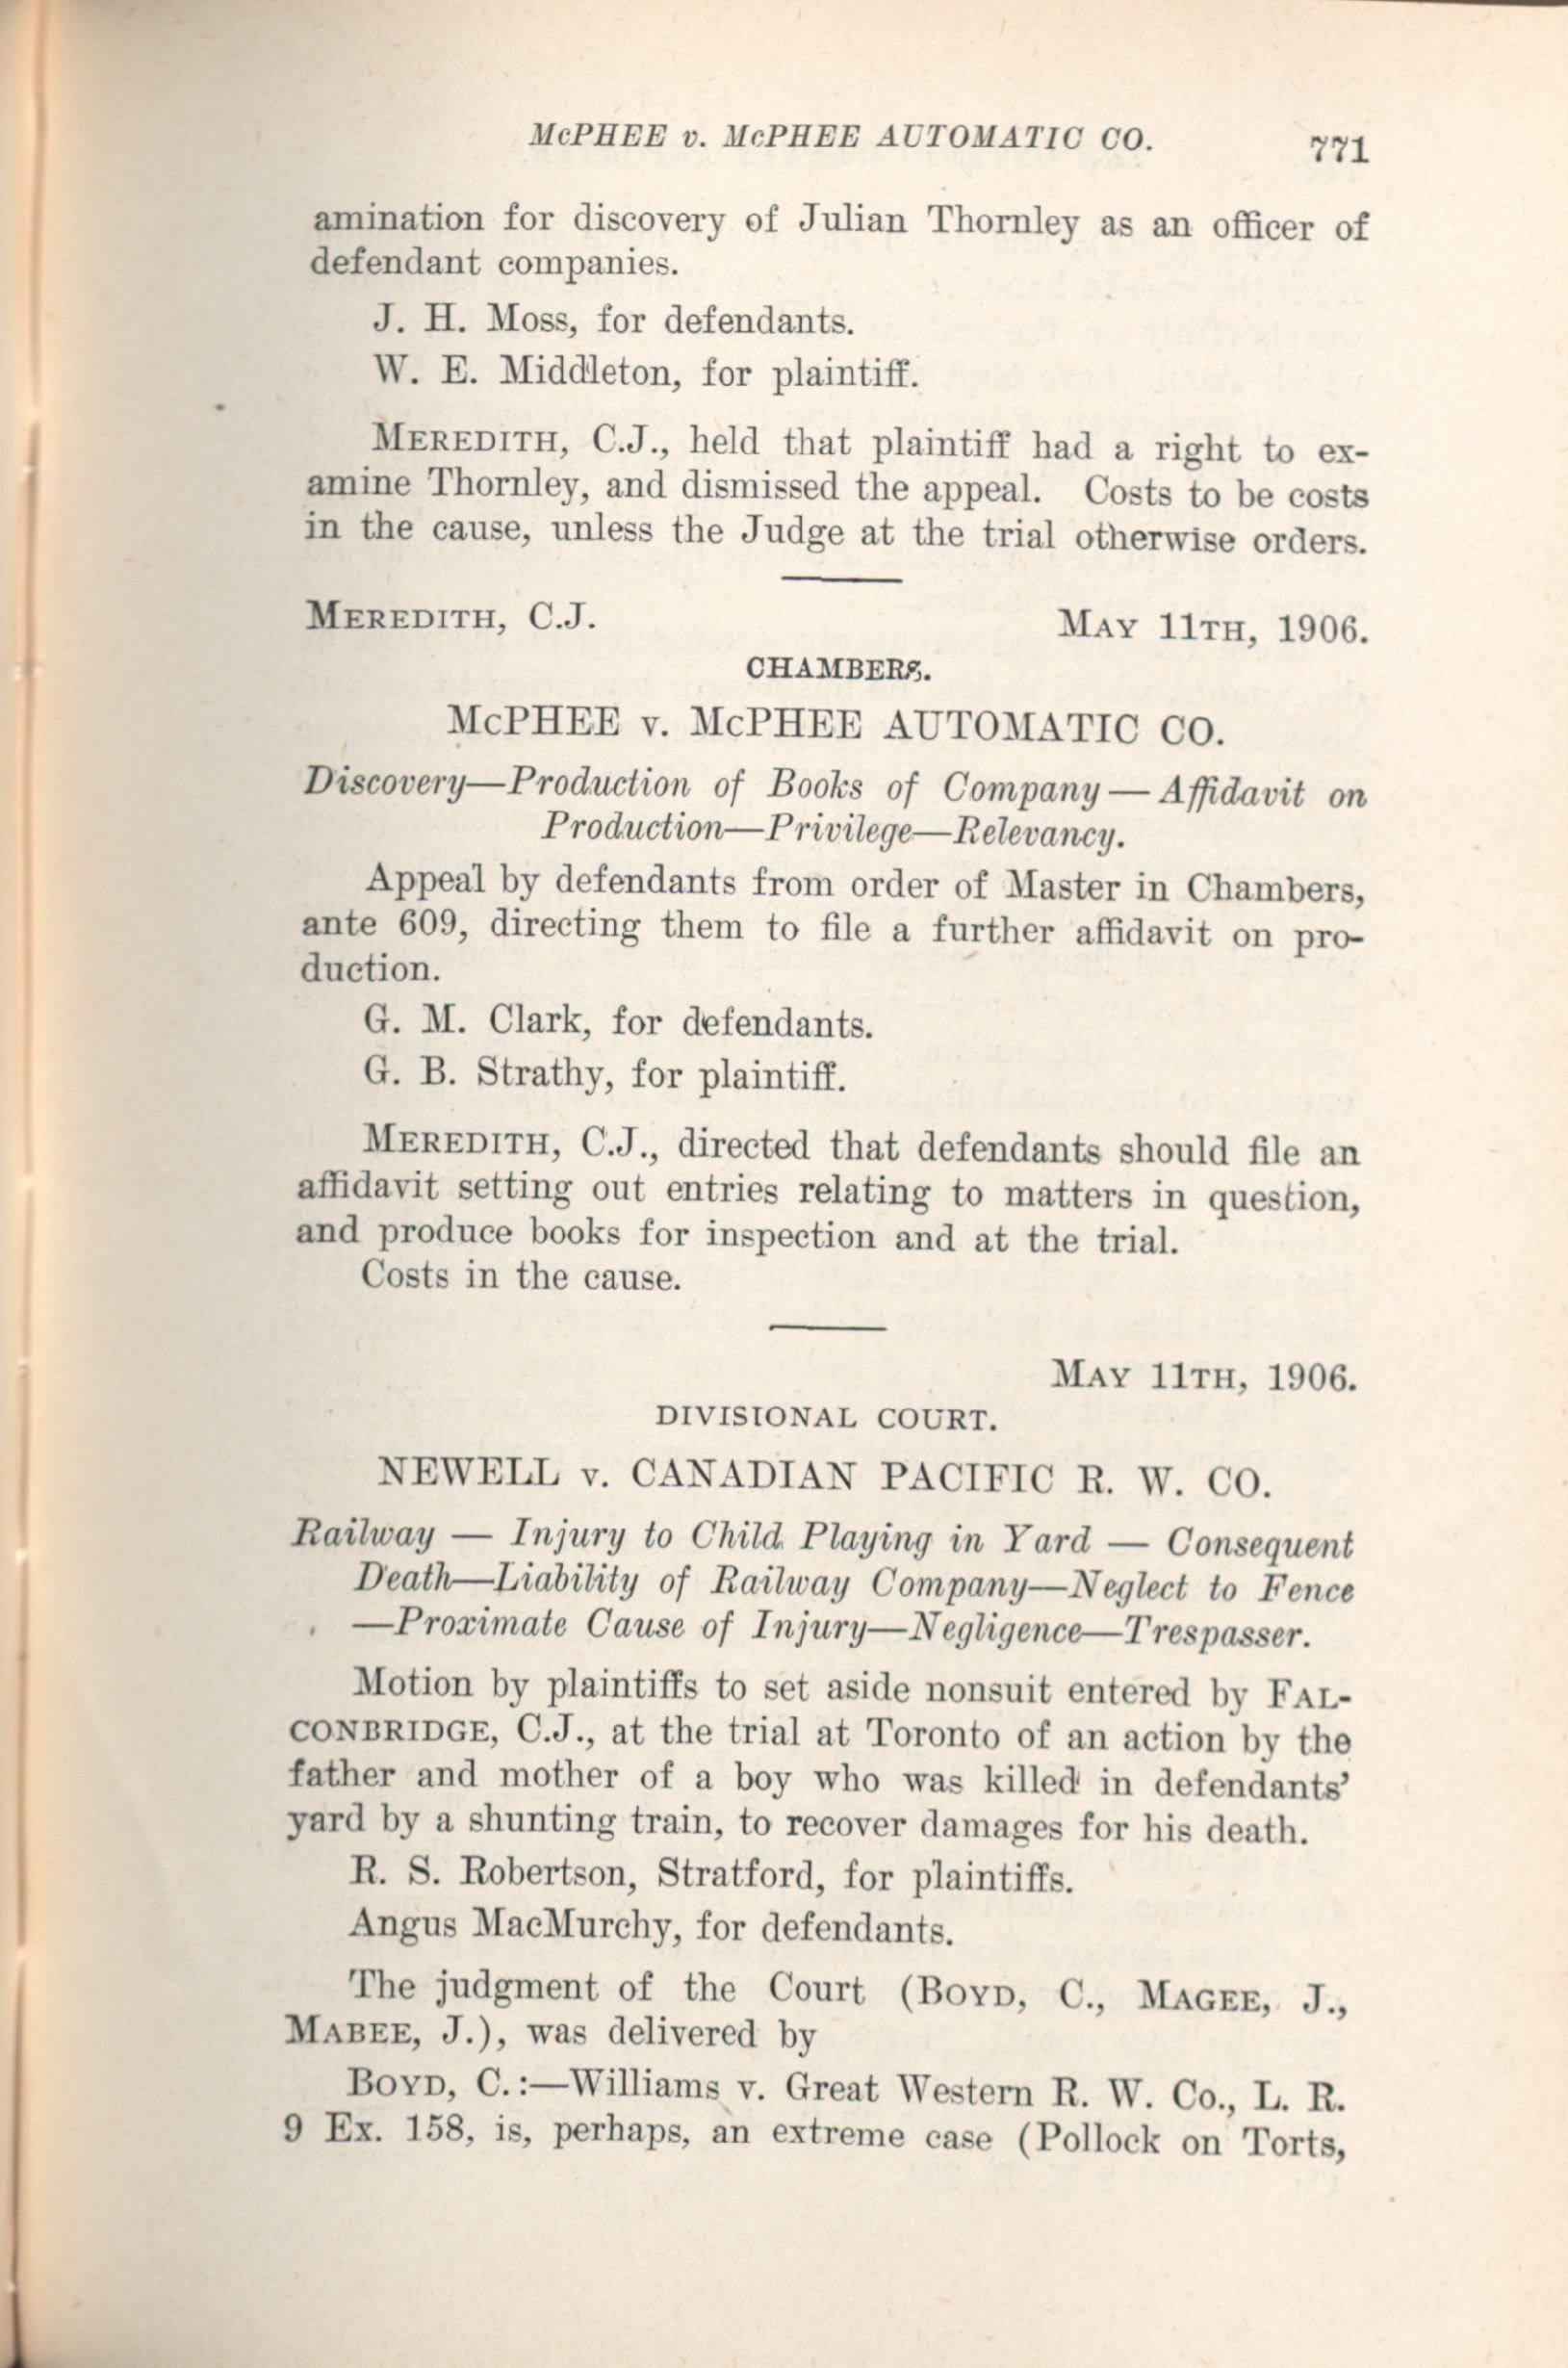 McPHEE v. McPHEE AUTOMATIC CO. 771
amination for discovery of Julian Thornley as an officer of
defendant companies.
J. H. Moss, for defendants.
W. E. Middleton, for plaintiff.
MEREDITH, C.J., held that plaintiff had a right to ex-
amine Thornley, and dismissed the appeal. Costs to be costs
in the cause, unless the Judge at the trial otherwise orders.
MEREDITH, C.J. MAY 11TH, 1906.
CHAMBERS.
McPHEE v. McPHEE AUTOMATIC CO.
Discovery—Production of Books of Company — Affidavit on
Production—Privilege—Relevancy.
Appeal by defendants from order of Master in Chambers,
ante 609, directing them to file a further affidavit on pro-
duction.
G. M. Clark, for defendants.
G. B. Strathy, for plaintiff.
MEREDITH, C.J., directed that defendants should file an
affidavit setting out entries relating to matters in question,
and produce books for inspection and at the trial.
Costs in the cause.
MAY 11TH, 1906.
DIVISIONAL COURT.
NEWELL v. CANADIAN PACIFIC R. W. CO.
Railway — Injury to Child Playing in Yard — Consequent
Death—Liability of Railway Company—Neglect to Fence
—Proximate Cause of Injury—Negligence—Trespasser.
Motion by plaintiffs to set aside nonsuit entered by FAL-
CONBRIDGE, C.J., at the trial at Toronto of an action by the
father and mother of a boy who was killed in defendants'
yard by a shunting train, to recover damages for his death.
R. S. Robertson, Stratford, for plaintiffs.
Angus MacMurchy, for defendants.
The judgment of the Court (BOYD, C., MAGEE, J.,
MABEE, J.), was delivered by
BOYD, C.:—Williams v. Great Western R. W. Co., L. R.
9 Ex. 158, is, perhaps, an extreme case (Pollock on Torts,